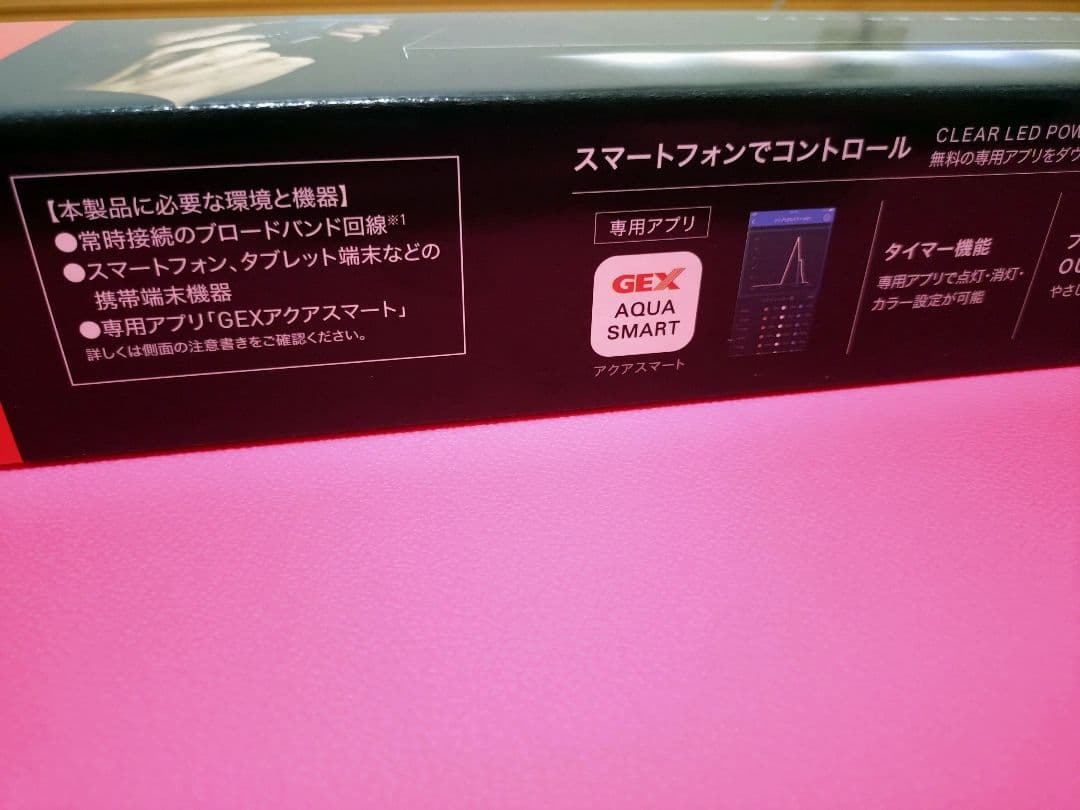 【本製品に必要な環境と機器】
●常時接続のブロードバンド回線※1
●スマートフォン、タブレット端末などの
携帯端末機器
●専用アプリ「GEXアクアスマート」
詳しくは側面の注意書きをご確認ください。
スマートフォンでコントロール
CLEAR LED POW
無料の専用アプリをダウ
専用アプリ
GEX
AQUA
SMART
アクアスマート
タイマー機能
専用アプリで点灯・消灯・
カラー設定が可能
やさし